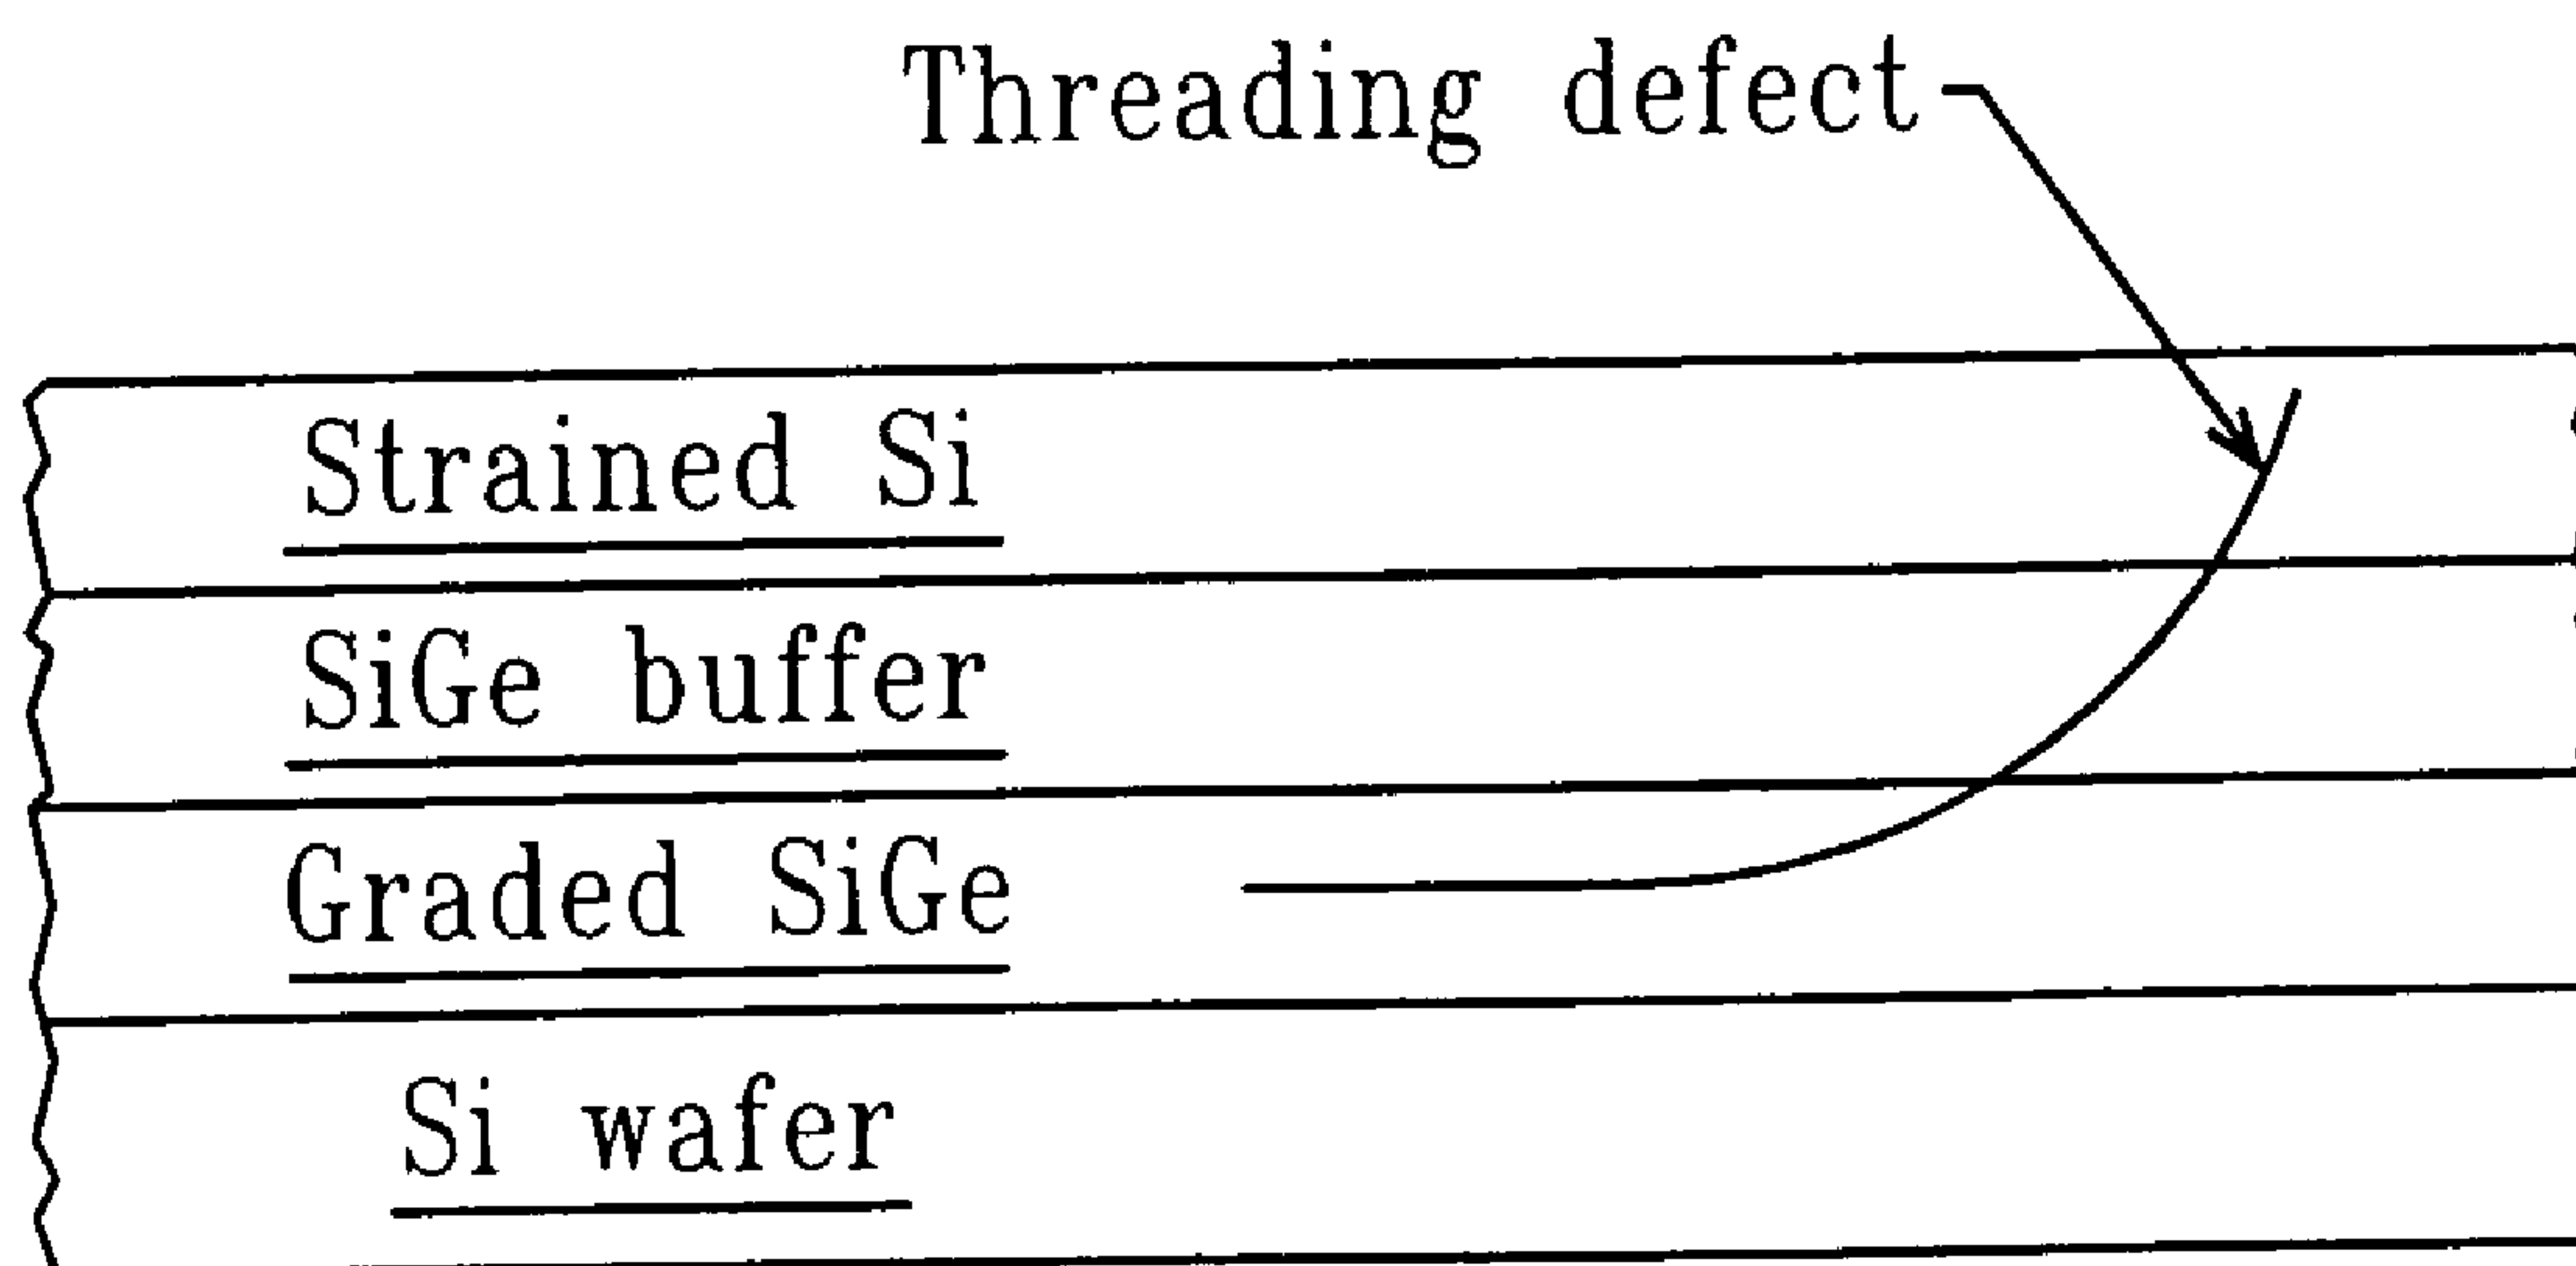 Threading defect
Strained Si
SiGe buffer
Graded SiGe
Si wafer